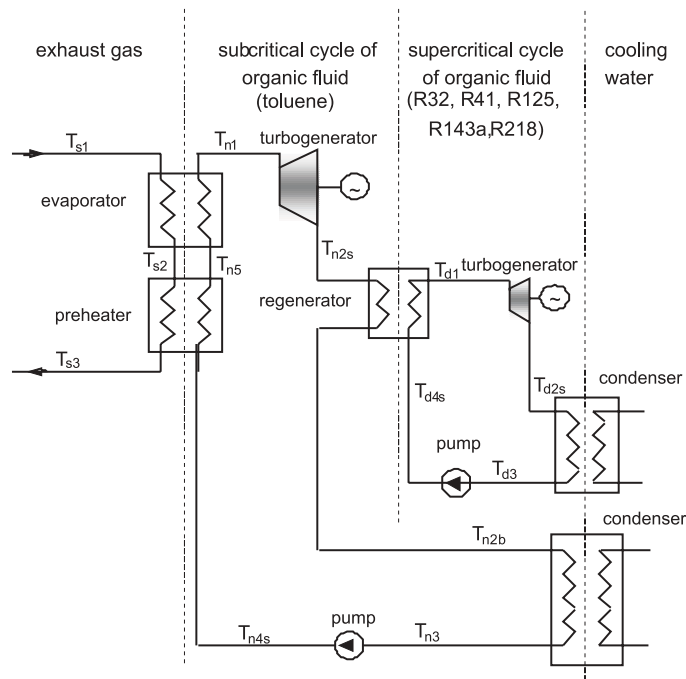 exhaust gas
subcritical cycle of
organic fluid
(toluene)
supercritical cycle
of organic fluid
(R32, R41, R125,
R143a,R218)
cooling
water
Ts1
Tn1
turbogenerator
~
evaporator
Ts2
Tn5
Tn2s
Td1
turbogenerator
~
regenerator
preheater
Ts3
Td4s
Td2s
condenser
pump
Td3
condenser
Tn2b
pump
Tn4s
Tn3